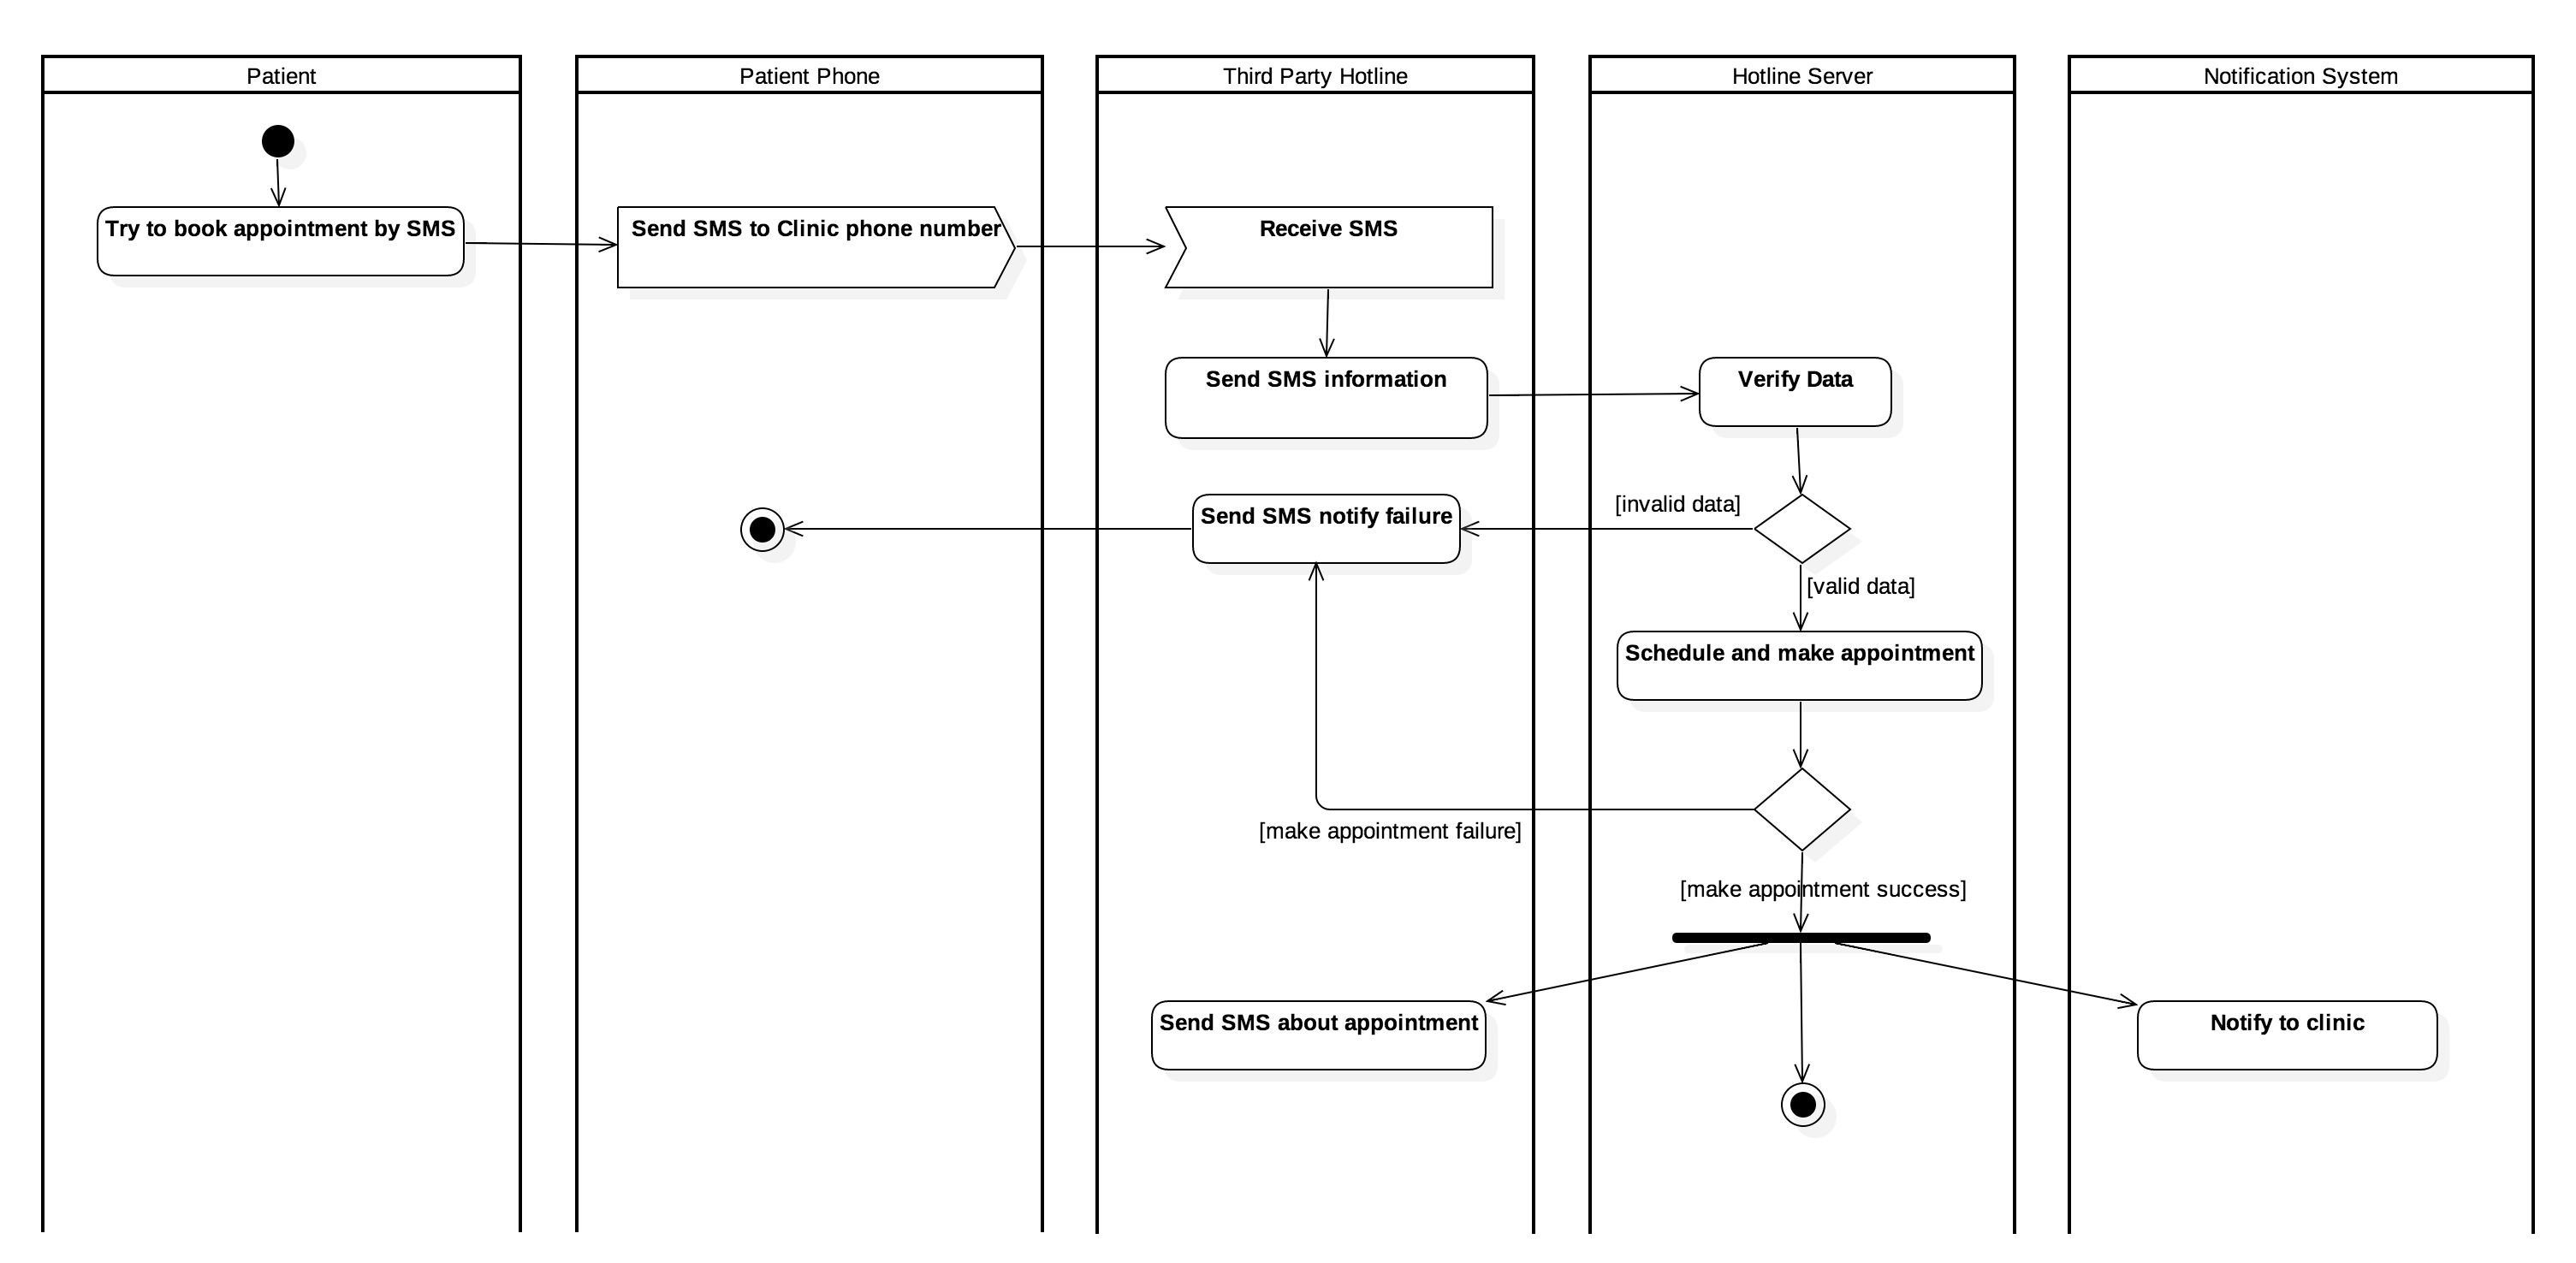 Patient
Patient Phone
Third Party Hotline
Hotline Server
Notification System
Try to book appointment by SMS
Send SMS to Clinic phone number
Receive SMS
Send SMS information
Verify Data
[invalid data]
Send SMS notify failure
[valid data]
Schedule and make appointment
[make appointment failure]
[make appointment success]
Send SMS about appointment
Notify to clinic